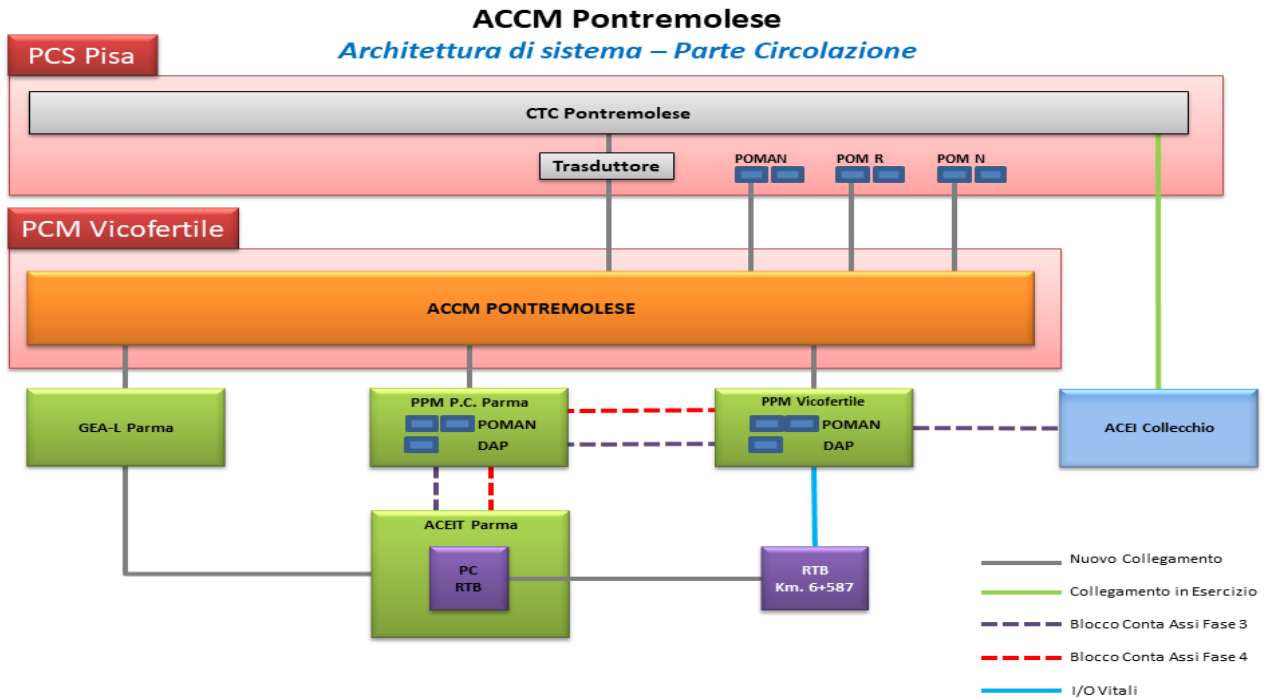 ACCM Pontremolese
Architettura di sistema – Parte Circolazione
PCS Pisa
CTC Pontremolese
Trasduttore
POMAN
POM R
POM N
PCM Vicofertile
ACCM PONTREMOLESE
GEA-L Parma
PPM P.C. Parma
POMAN
DAP
PPM Vicofertile
POMAN
DAP
ACEI Collecchio
ACEIT Parma
PC
RTB
RTB
Km. 6+587
Nuovo Collegamento
Collegamento in Esercizio
Blocco Conta Assi Fase 3
Blocco Conta Assi Fase 4
I/O Vitali